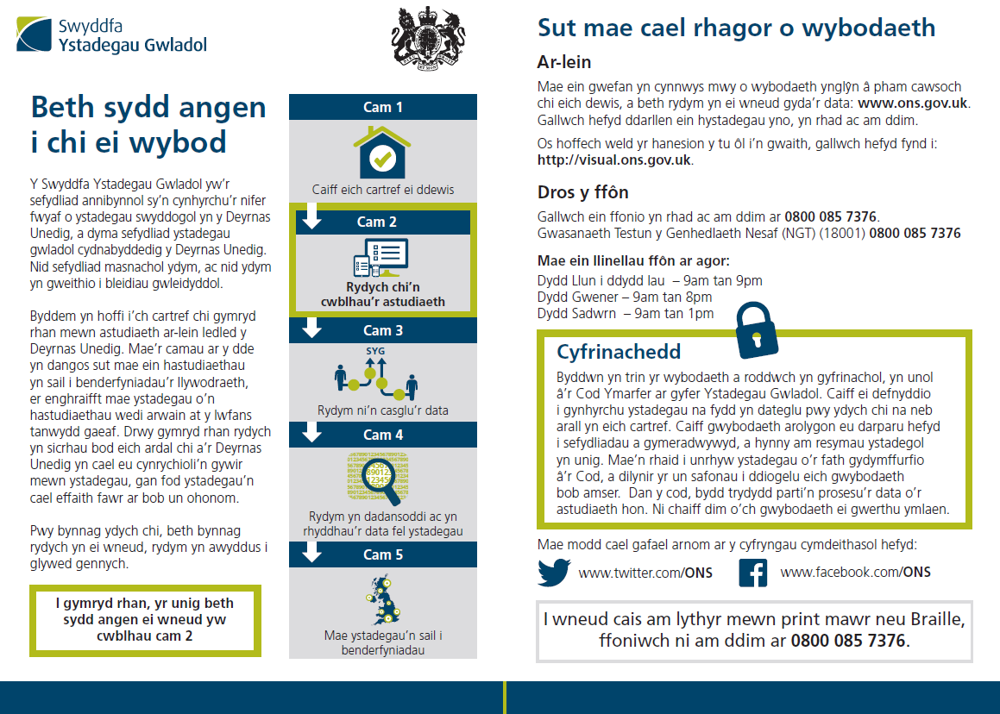 Swyddfa
Ystadegau Gwladol
Beth sydd angen
i chi ei wybod
Y Swyddfa Ystadegau Gwladol yw'r
sefydliad annibynnol sy'n cynhyrchu'r nifer
fwyaf o ystadegau swyddogol yn y Deyrnas
Unedig, a dyma sefydliad ystadegau
gwladol cydnabyddedig y Deyrnas Unedig.
Nid sefydliad masnachol ydym, ac nid ydym
yn gweithio i bleidiau gwleidyddol.
Byddem yn hoffi i'ch cartref chi gymryd
rhan mewn astudiaeth ar-lein ledled y
Deyrnas Unedig. Mae'r camau ar y dde
yn dangos sut mae ein hastudiaethau
yn sail i benderfyniadau'r llywodraeth,
er enghraifft mae ystadegau o'n
hastudiaethau wedi arwain at y lwfans
tanwydd gaeaf. Drwy gymryd rhan rydych
yn sicrhau bod eich ardal chi a'r Deyrnas
Unedig yn cael eu cynrychioli'n gywir
mewn ystadegau, gan fod ystadegau'n
cael effaith fawr ar bob un ohonom.
Pwy bynnag ydych chi, beth bynnag
rydych yn ei wneud, rydym yn awyddus i
glywed gennych.
I gymryd rhan, yr unig beth
sydd angen ei wneud yw
cwblhau cam 2
Cam 1
Caiff eich cartref ei ddewis
Cam 2
Rydych chi'n
cwblhau'r astudiaeth
Cam 3
SYG
Rydym ni'n casglu'r data
Cam 4
Rydym yn dadansoddi ac yn
rhyddhau'r data fel ystadegau
Cam 5
Mae ystadegau'n sail i
benderfyniadau
Sut mae cael rhagor o wybodaeth
Ar-lein
Mae ein gwefan yn cynnwys mwy o wybodaeth ynglŷn â pham cawsoch
chi eich dewis, a beth rydym yn ei wneud gyda'r data: www.ons.gov.uk.
Gallwch hefyd ddarllen ein hystadegau yno, yn rhad ac am ddim.
Os hoffech weld yr hanesion y tu ôl i'n gwaith, gallwch hefyd fynd i:
http://visual.ons.gov.uk.
Dros y ffôn
Gallwch ein ffonio yn rhad ac am ddim ar 0800 085 7376.
Gwasanaeth Testun y Genhedlaeth Nesaf (NGT) (18001) 0800 085 7376
Mae ein llinellau ffôn ar agor:
Dydd Llun i ddydd Iau – 9am tan 9pm
Dydd Gwener – 9am tan 8pm
Dydd Sadwrn – 9am tan 1pm
Cyfrinachedd
Byddwn yn trin yr wybodaeth a roddwch yn gyfrinachol, yn unol
â'r Cod Ymarfer ar gyfer Ystadegau Gwladol. Caiff ei defnyddio
i gynhyrchu ystadegau na fydd yn dateglu pwy ydych chi na neb
arall yn eich cartref. Caiff gwybodaeth arolygon eu darparu hefyd
i sefydliadau a gymeradwywyd, a hynny am resymau ystadegol
yn unig. Mae'n rhaid i unrhyw ystadegau o'r fath gydymffurfio
â'r Cod, a dilynir yr un safonau i ddiogelu eich gwybodaeth
bob amser. Dan y cod, bydd trydydd parti'n prosesu'r data o'r
astudiaeth hon. Ni chaiff dim o'ch gwybodaeth ei gwerthu ymlaen.
Mae modd cael gafael arnom ar y cyfryngau cymdeithasol hefyd:
www.twitter.com/ONS
www.facebook.com/ONS
I wneud cais am lythyr mewn print mawr neu Braille,
ffoniwch ni am ddim ar 0800 085 7376.